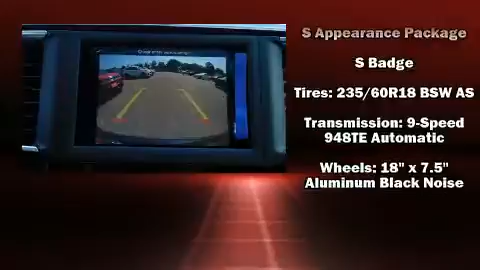 S Appearance Package
S Badge
Tires: 235/60R18 BSW AS
Transmission: 9-Speed
948TE Automatic
Wheels: 18" x 7.5"
Aluminum Black Noise